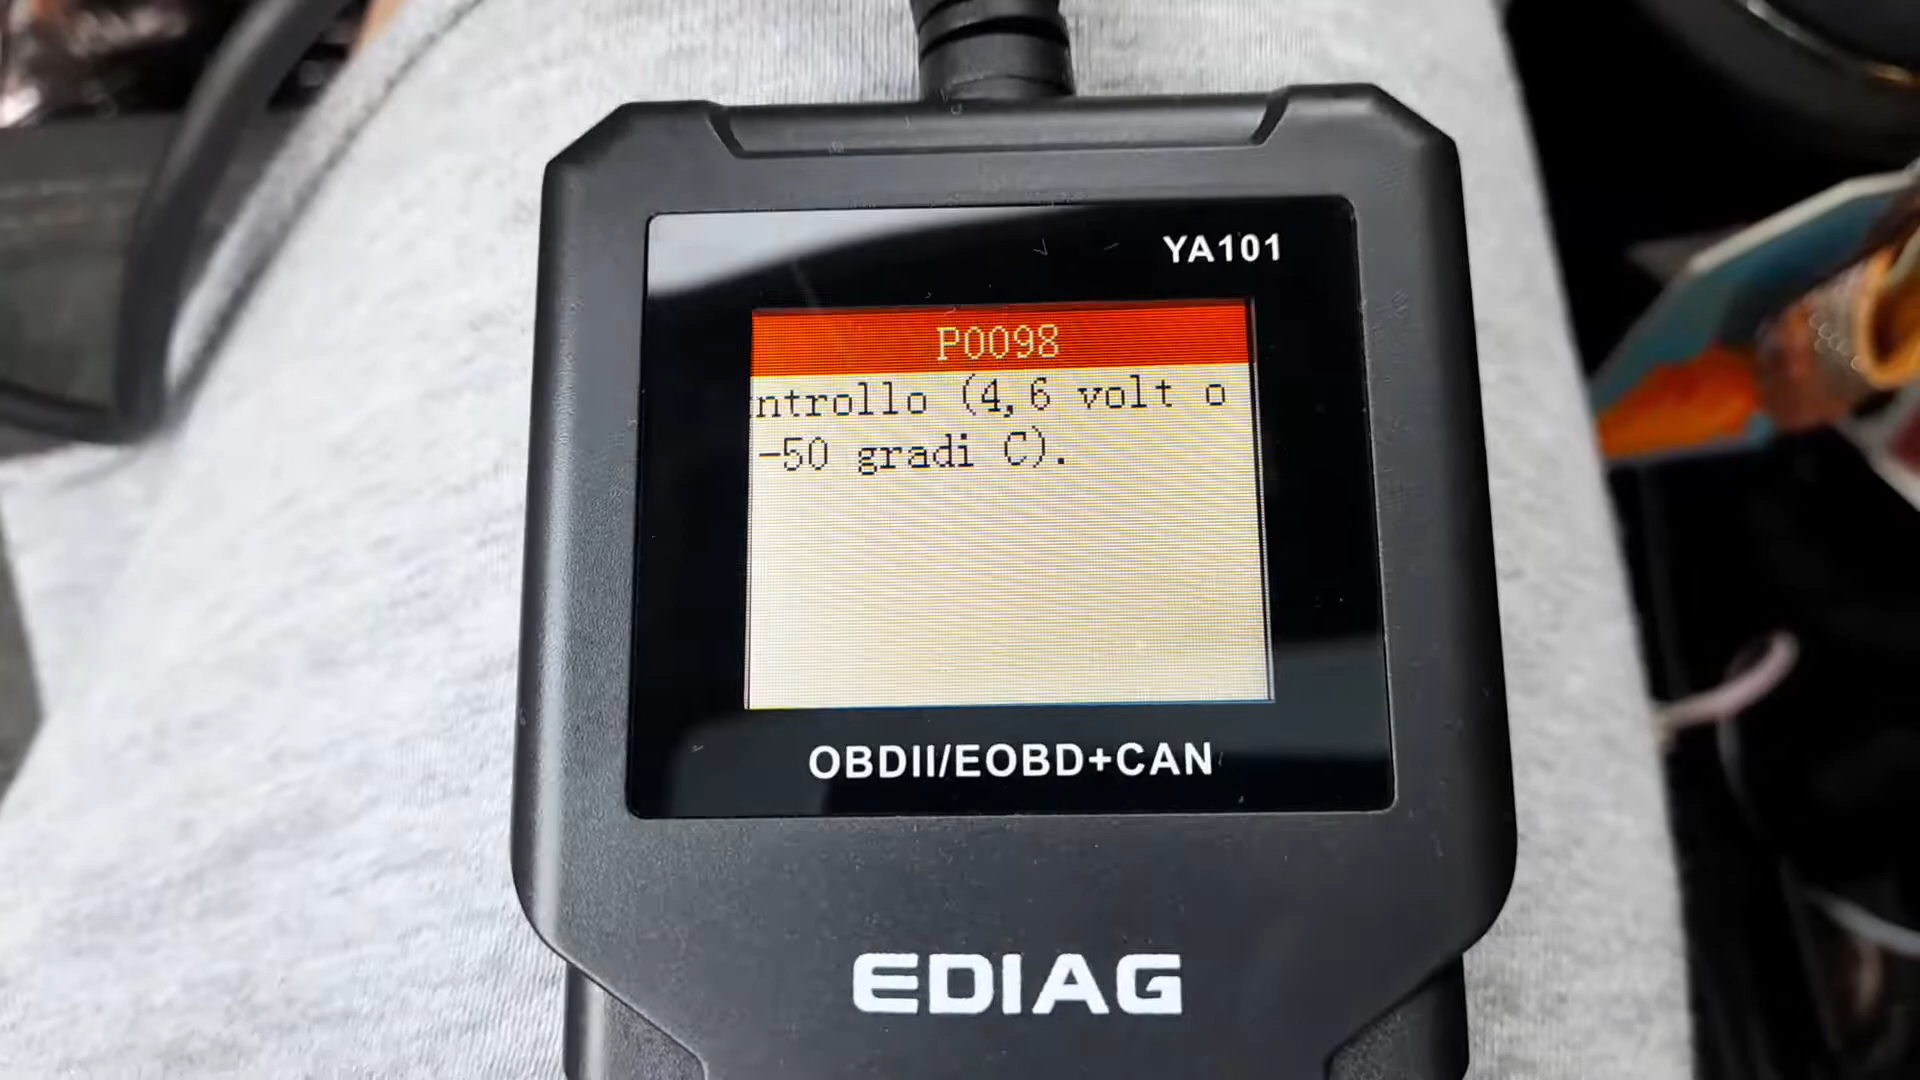 YA101
P0098
ntrollo (4,6 volt o
-50 gradi C).
OBDII/EOBD+CAN
EDIAG